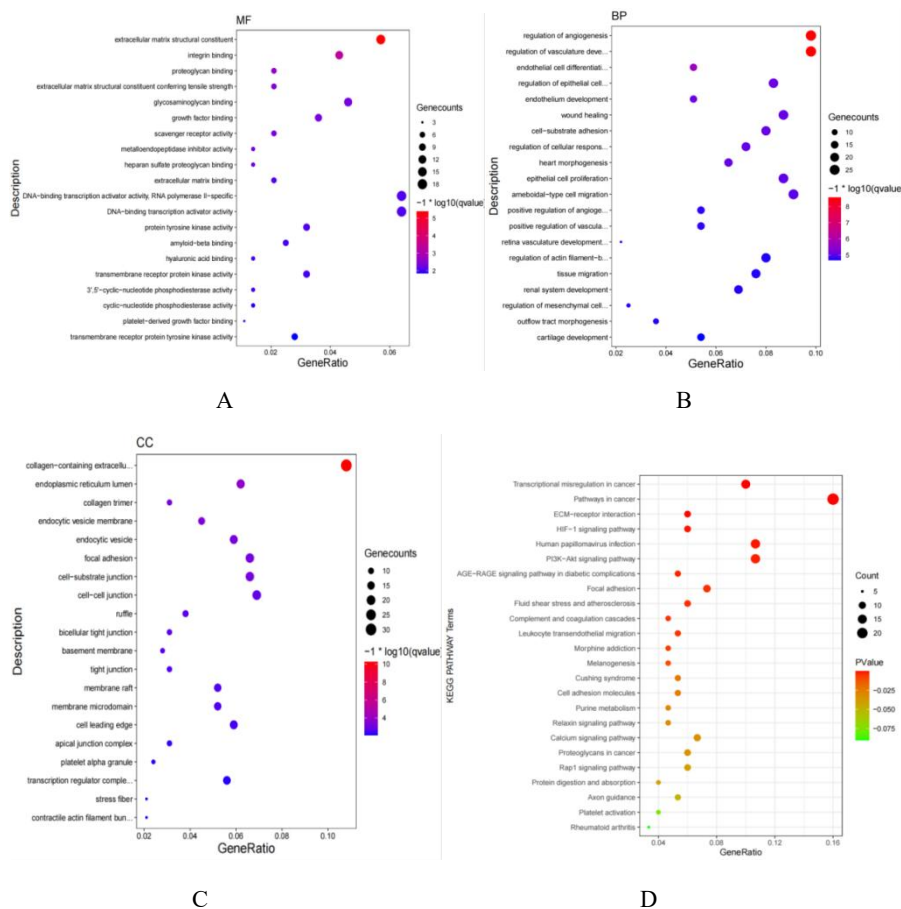 MF
extracellular matrix structural constituent
integrin binding
proteoglycan binding
extracellular matrix structural constituent conferring tensile strength
glycosaminoglycan binding
growth factor binding
scavenger receptor activity
metalloendopeptidase inhibitor activity
heparan sulfate proteoglycan binding
extracellular matrix binding
DNA-binding transcription activator activity, RNA polymerase II-specific
DNA-binding transcription activator activity
protein tyrosine kinase activity
amyloid-beta binding
hyaluronic acid binding
transmembrane receptor protein kinase activity
3',5'-cyclic-nucleotide phosphodiesterase activity
cyclic-nucleotide phosphodiesterase activity
platelet-derived growth factor binding
transmembrane receptor protein tyrosine kinase activity
Description
0.02 0.04 0.06
GeneRatio
Genecounts
3
6
9
12
15
18
-1 * log10(qvalue)
5
4
3
2
A
BP
regulation of angiogenesis
regulation of vasculature deve...
endothelial cell differentiati...
regulation of epithelial cell...
endothelium development
wound healing
cell-substrate adhesion
regulation of cellular respons...
heart morphogenesis
epithelial cell proliferation
ameboidal-type cell migration
positive regulation of angioge...
positive regulation of vascula...
retina vasculature development...
regulation of actin filament-b...
tissue migration
renal system development
regulation of mesenchymal cell...
outflow tract morphogenesis
cartilage development
Description
0.02 0.04 0.06 0.08 0.10
GeneRatio
Genecounts
10
15
20
25
-1 * log10(qvalue)
8
7
6
5
B
CC
collagen-containing extracellu...
endoplasmic reticulum lumen
collagen trimer
endocytic vesicle membrane
endocytic vesicle
focal adhesion
cell-substrate junction
cell-cell junction
ruffle
bicellular tight junction
basement membrane
tight junction
membrane raft
membrane microdomain
cell leading edge
apical junction complex
platelet alpha granule
transcription regulator comple...
stress fiber
contractile actin filament bun...
Description
0.02 0.04 0.06 0.08 0.10
GeneRatio
Genecounts
10
15
20
25
30
-1 * log10(qvalue)
10
8
6
4
C
Transcriptional misregulation in cancer
Pathways in cancer
ECM-receptor interaction
HIF-1 signaling pathway
Human papillomavirus infection
PI3K-Akt signaling pathway
AGE-RAGE signaling pathway in diabetic complications
Focal adhesion
Fluid shear stress and atherosclerosis
Complement and coagulation cascades
Leukocyte transendothelial migration
Morphine addiction
Melanogenesis
Cushing syndrome
Cell adhesion molecules
Purine metabolism
Relaxin signaling pathway
Calcium signaling pathway
Proteoglycans in cancer
Rap1 signaling pathway
Protein digestion and absorption
Axon guidance
Platelet activation
Rheumatoid arthritis
KEGG PATHWAY Terms
0.04 0.08 0.12 0.16
GeneRatio
Count
5
10
15
20
PValue
-0.025
-0.050
-0.075
D